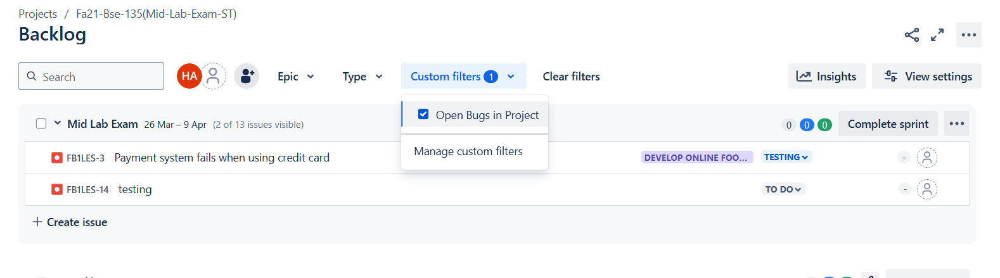 Projects / Fa21-Bse-135(Mid-Lab-Exam-ST)
Backlog
Search HA Epic Type Custom filters 1 Clear filters Insights View settings
Open Bugs in Project
Manage custom filters
Mid Lab Exam 26 Mar – 9 Apr (2 of 13 issues visible) 0 0 0 Complete sprint
FB1LES-3 Payment system fails when using credit card DEVELOP ONLINE FOO... TESTING -
FB1LES-14 testing TO DO -
Create issue